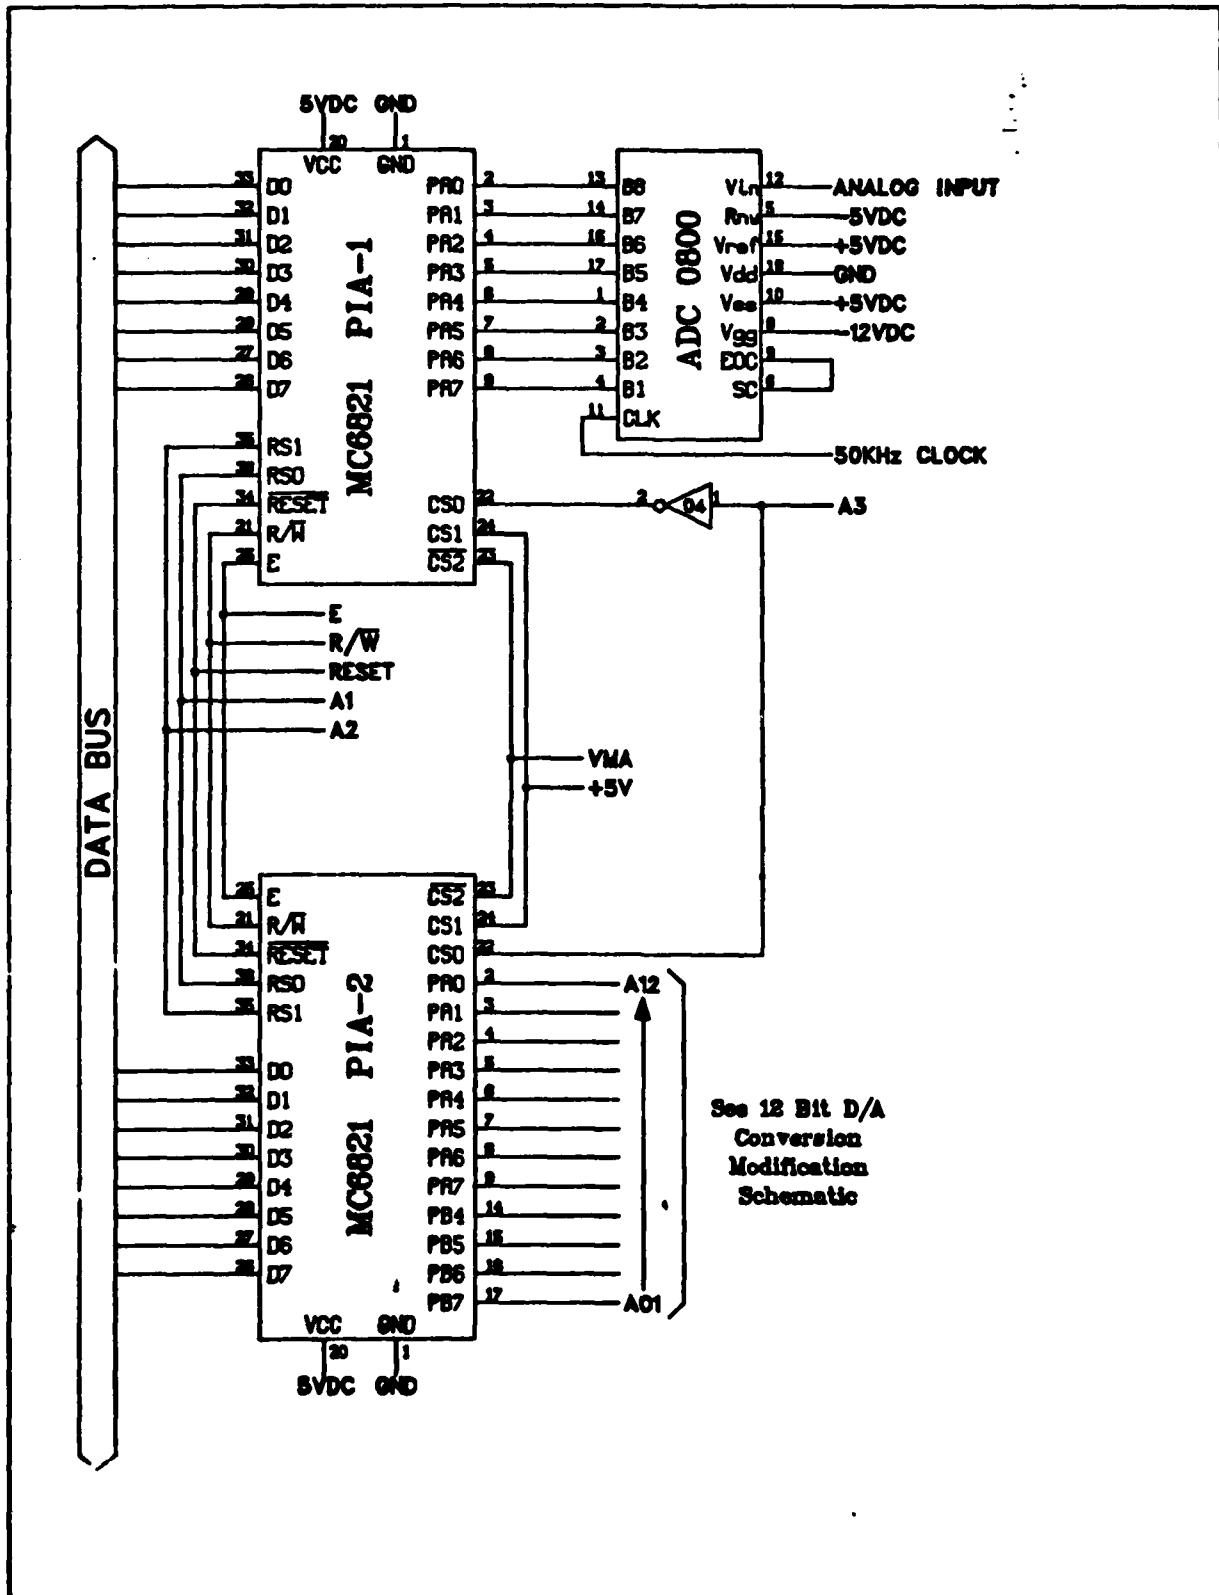 5VDC GND
20 1
VCC GND
33 D0 PA0 2 13 B8 Vin 12 ANALOG INPUT
32 D1 PA1 3 14 B7 Rnw 5 -5VDC
31 D2 PA2 4 16 B6 Vref 15 +5VDC
30 D3 PA3 5 17 B5 Vdd 18 GND
29 D4 PA4 6 1 B4 Vss 10 +5VDC
28 D5 PA5 7 2 B3 Vgg 8 -12VDC
27 D6 PA6 8 3 B2 EOC 9
26 D7 PA7 9 4 B1 SC 6
11 CLK
MC6821 PIA-1
ADC 0800
50KHz CLOCK
35 RS1
36 RS0
34 RESET CS0 22 2 04 1 A3
21 R/W CS1 24
25 E CS2 23
E
R/W
RESET
A1
A2
VMA
+5V
DATA BUS
25 E CS2 23
21 R/W CS1 24
34 RESET CS0 22
36 RS0 PA0 2 A12
35 RS1 PA1 3
PA2 4
33 D0 PA3 5
32 D1 PA4 6
31 D2 PA5 7
30 D3 PA6 8
29 D4 PA7 9
28 D5 PB4 14
27 D6 PB5 15
26 D7 PB6 16
PB7 17 A01
MC6821 PIA-2
See 12 Bit D/A
Conversion
Modification
Schematic
VCC GND
20 1
5VDC GND